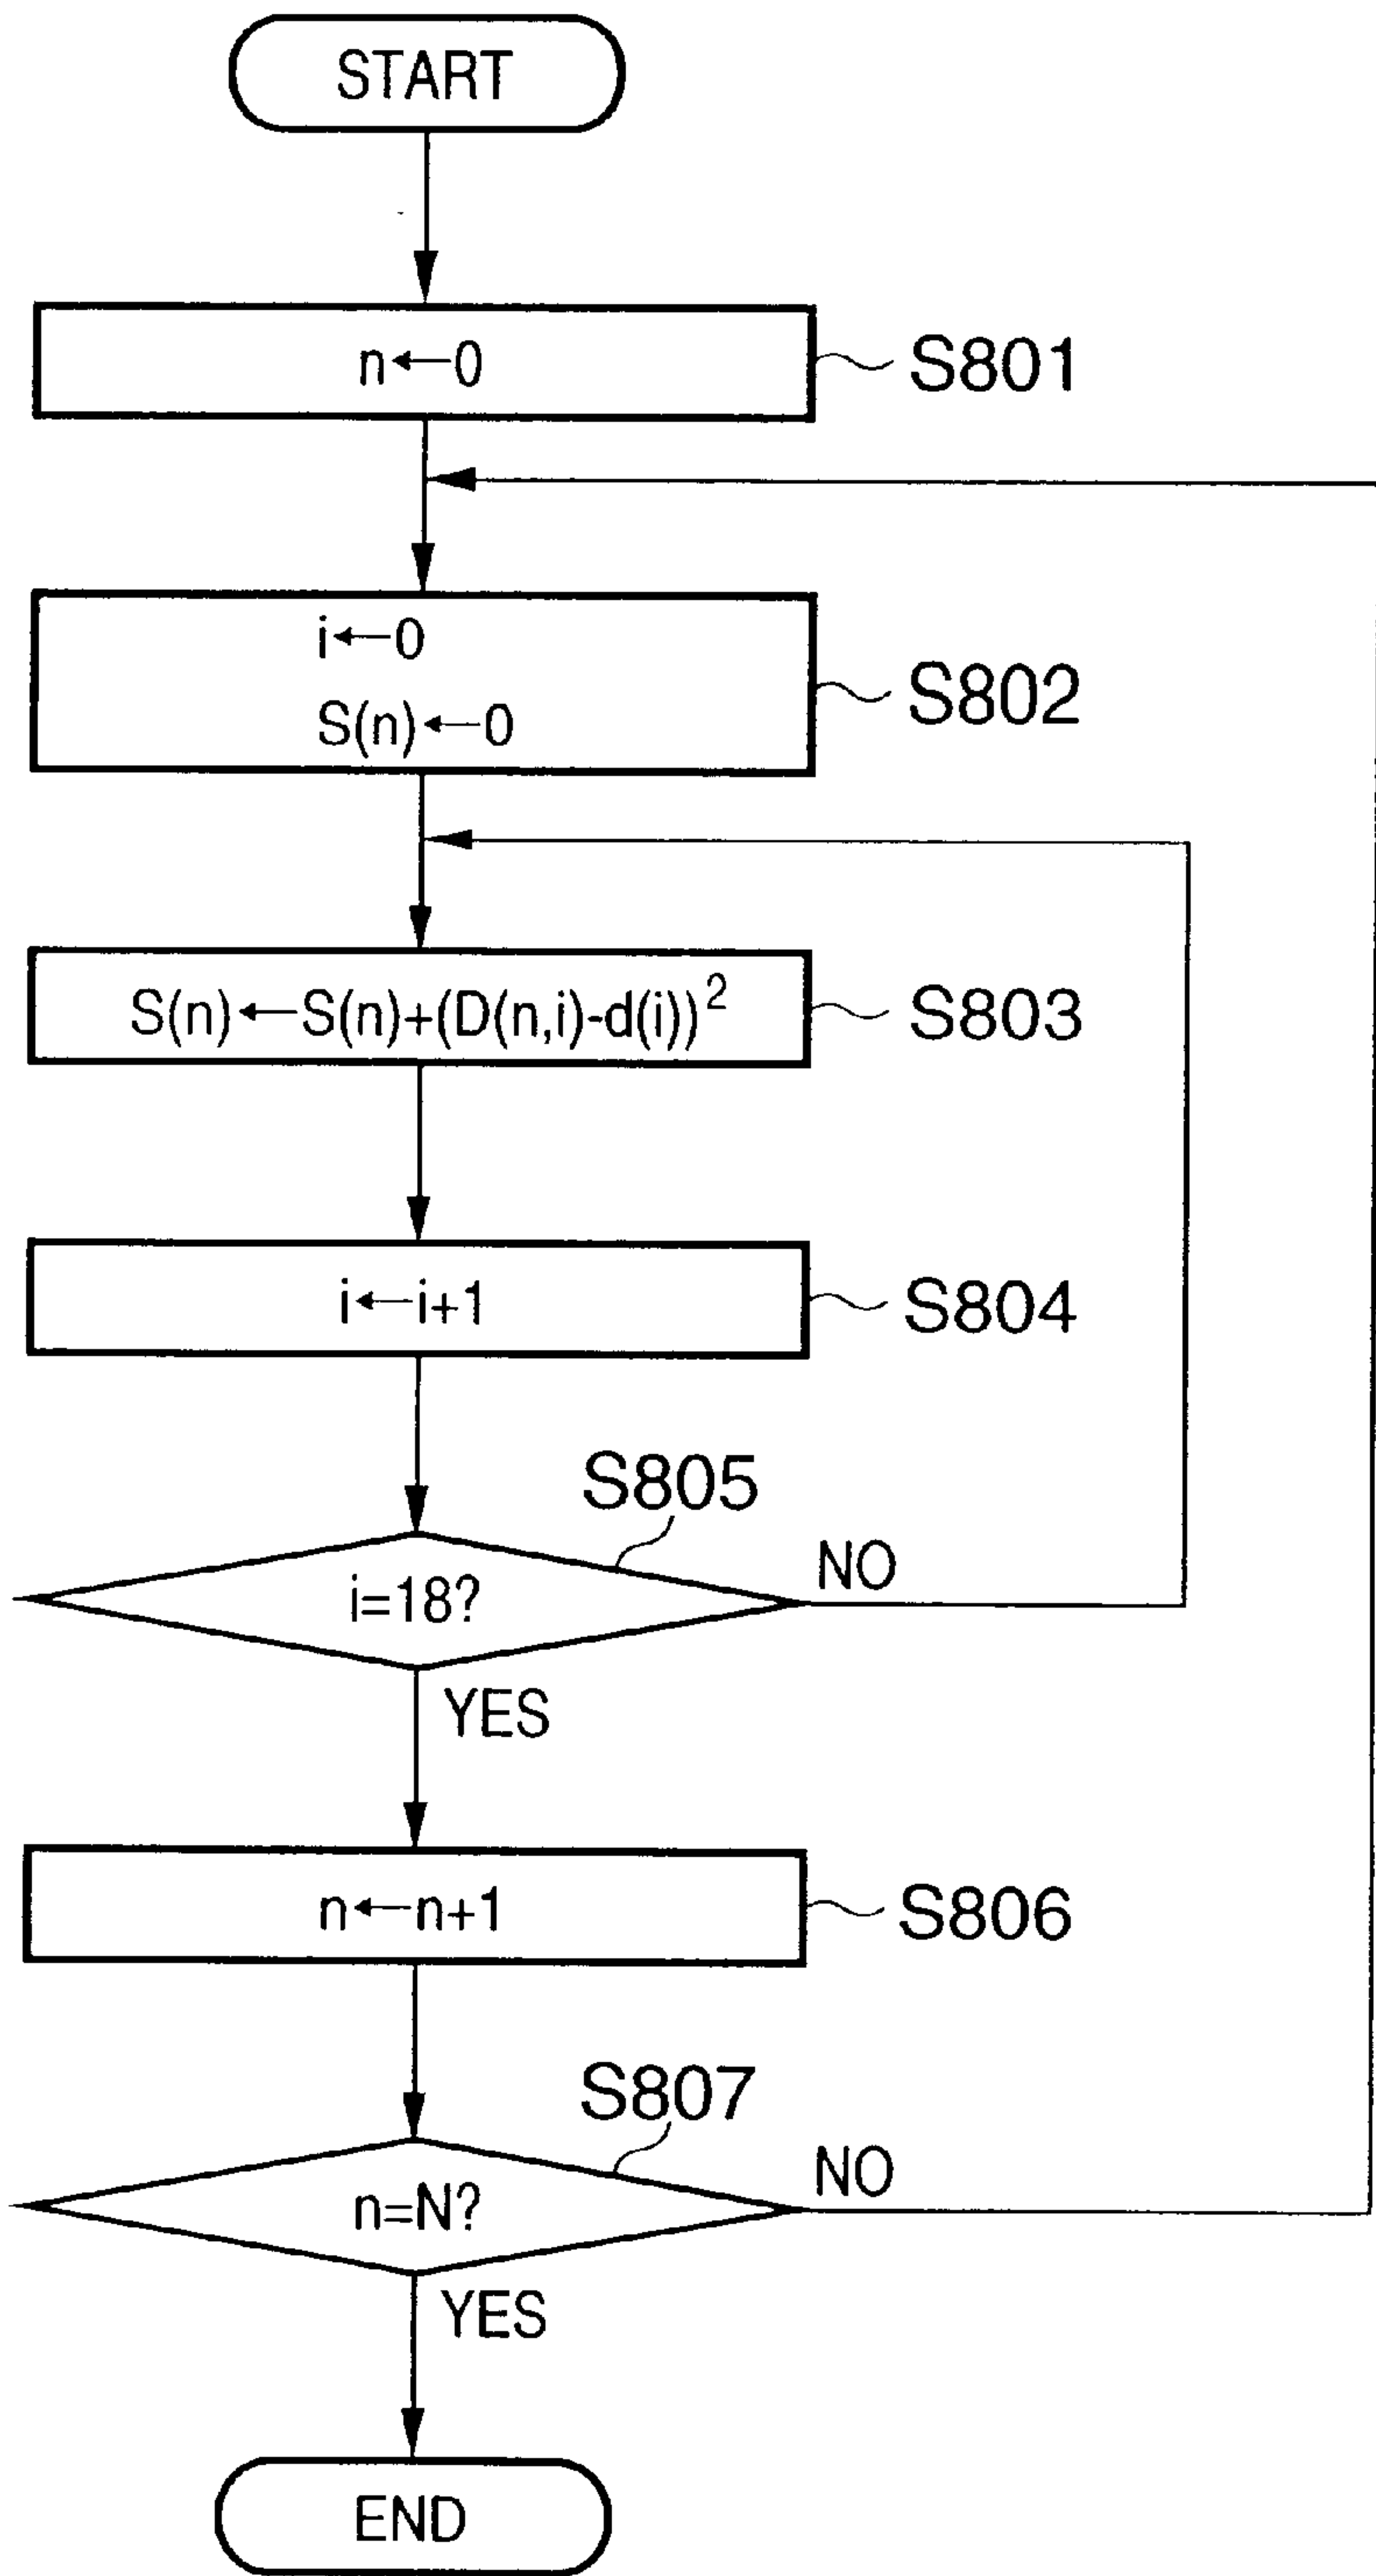 START
n←0
S801
i←0
S(n)←0
S802
S(n)←S(n)+(D(n,i)-d(i))²
S803
i←i+1
S804
S805
i=18?
NO
YES
n←n+1
S806
S807
n=N?
NO
YES
END